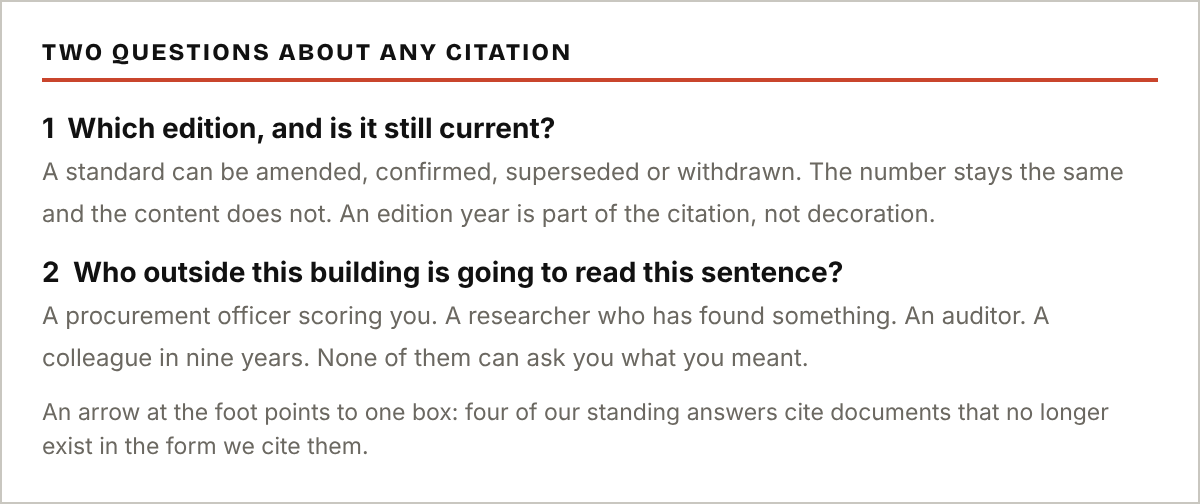 TWO QUESTIONS ABOUT ANY CITATION
1 Which edition, and is it still current?
A standard can be amended, confirmed, superseded or withdrawn. The number stays the same
and the content does not. An edition year is part of the citation, not decoration.
2 Who outside this building is going to read this sentence?
A procurement officer scoring you. A researcher who has found something. An auditor. A
colleague in nine years. None of them can ask you what you meant.
An arrow at the foot points to one box: four of our standing answers cite documents that no longer
exist in the form we cite them.